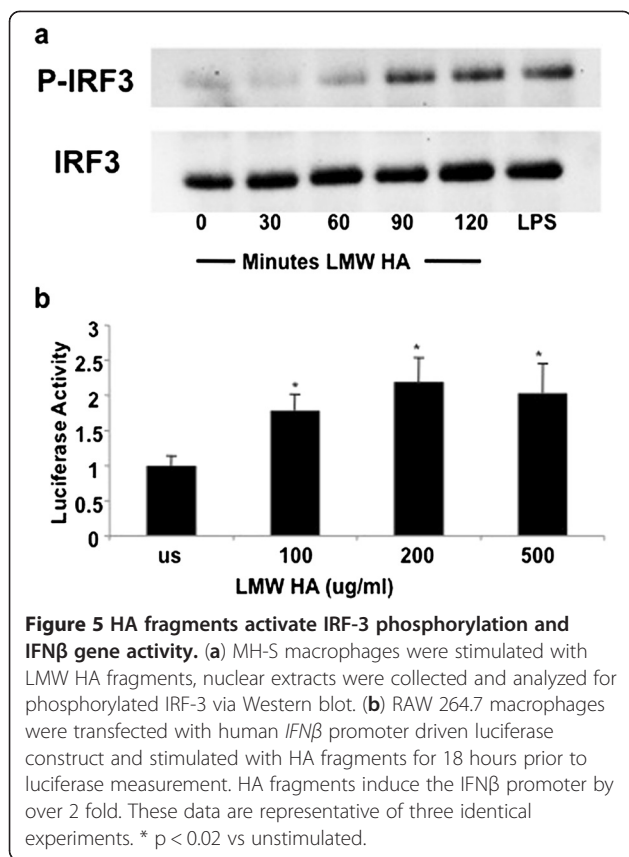 a
P-IRF3
IRF3
0 30 60 90 120 LPS
Minutes LMW HA
b
Luciferase Activity
3
2.5
2
1.5
1
0.5
0
* * *
us 100 200 500
LMW HA (ug/ml)
Figure 5 HA fragments activate IRF-3 phosphorylation and
IFNβ gene activity. (a) MH-S macrophages were stimulated with
LMW HA fragments, nuclear extracts were collected and analyzed for
phosphorylated IRF-3 via Western blot. (b) RAW 264.7 macrophages
were transfected with human IFNβ promoter driven luciferase
construct and stimulated with HA fragments for 18 hours prior to
luciferase measurement. HA fragments induce the IFNβ promoter by
over 2 fold. These data are representative of three identical
experiments. * p < 0.02 vs unstimulated.